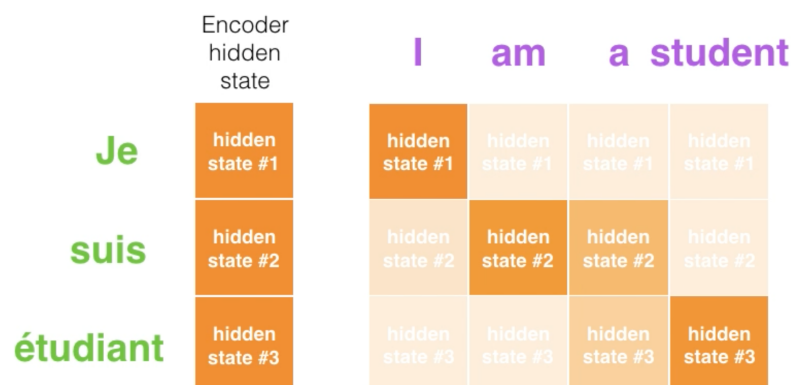 Encoder
hidden
state
I am a student
Je
hidden
state #1
hidden
state #1
hidden
state #1
hidden
state #1
hidden
state #1
suis
hidden
state #2
hidden
state #2
hidden
state #2
hidden
state #2
hidden
state #2
étudiant
hidden
state #3
hidden
state #3
hidden
state #3
hidden
state #3
hidden
state #3